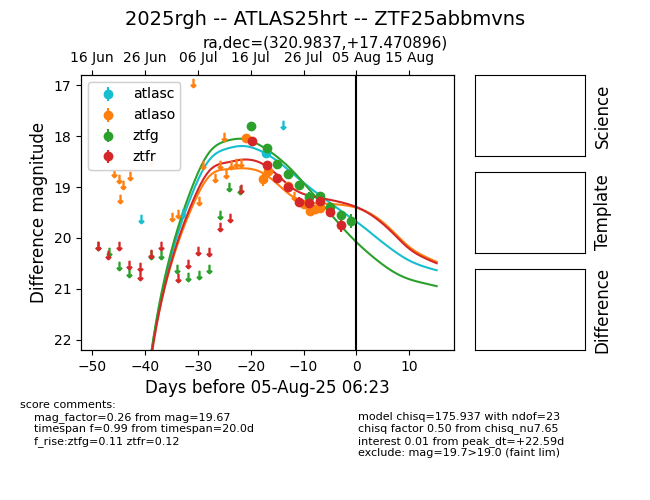 2025rgh -- ATLAS25hrt -- ZTF25abbmvns
ra,dec=(320.9837,+17.470896)
16 Jun 26 Jun 06 Jul 16 Jul 26 Jul 05 Aug 15 Aug
17
18
19
20
21
22
Difference magnitude
atlasc
atlaso
ztfg
ztfr
−50 −40 −30 −20 −10 0 10
Days before 05-Aug-25 06:23
Science
Template
Difference
score comments:
mag_factor=0.26 from mag=19.67
timespan f=0.99 from timespan=20.0d
f_rise:ztfg=0.11 ztfr=0.12
model chisq=175.937 with ndof=23
chisq factor 0.50 from chisq_nu7.65
interest 0.01 from peak_dt=+22.59d
exclude: mag=19.7>19.0 (faint lim)